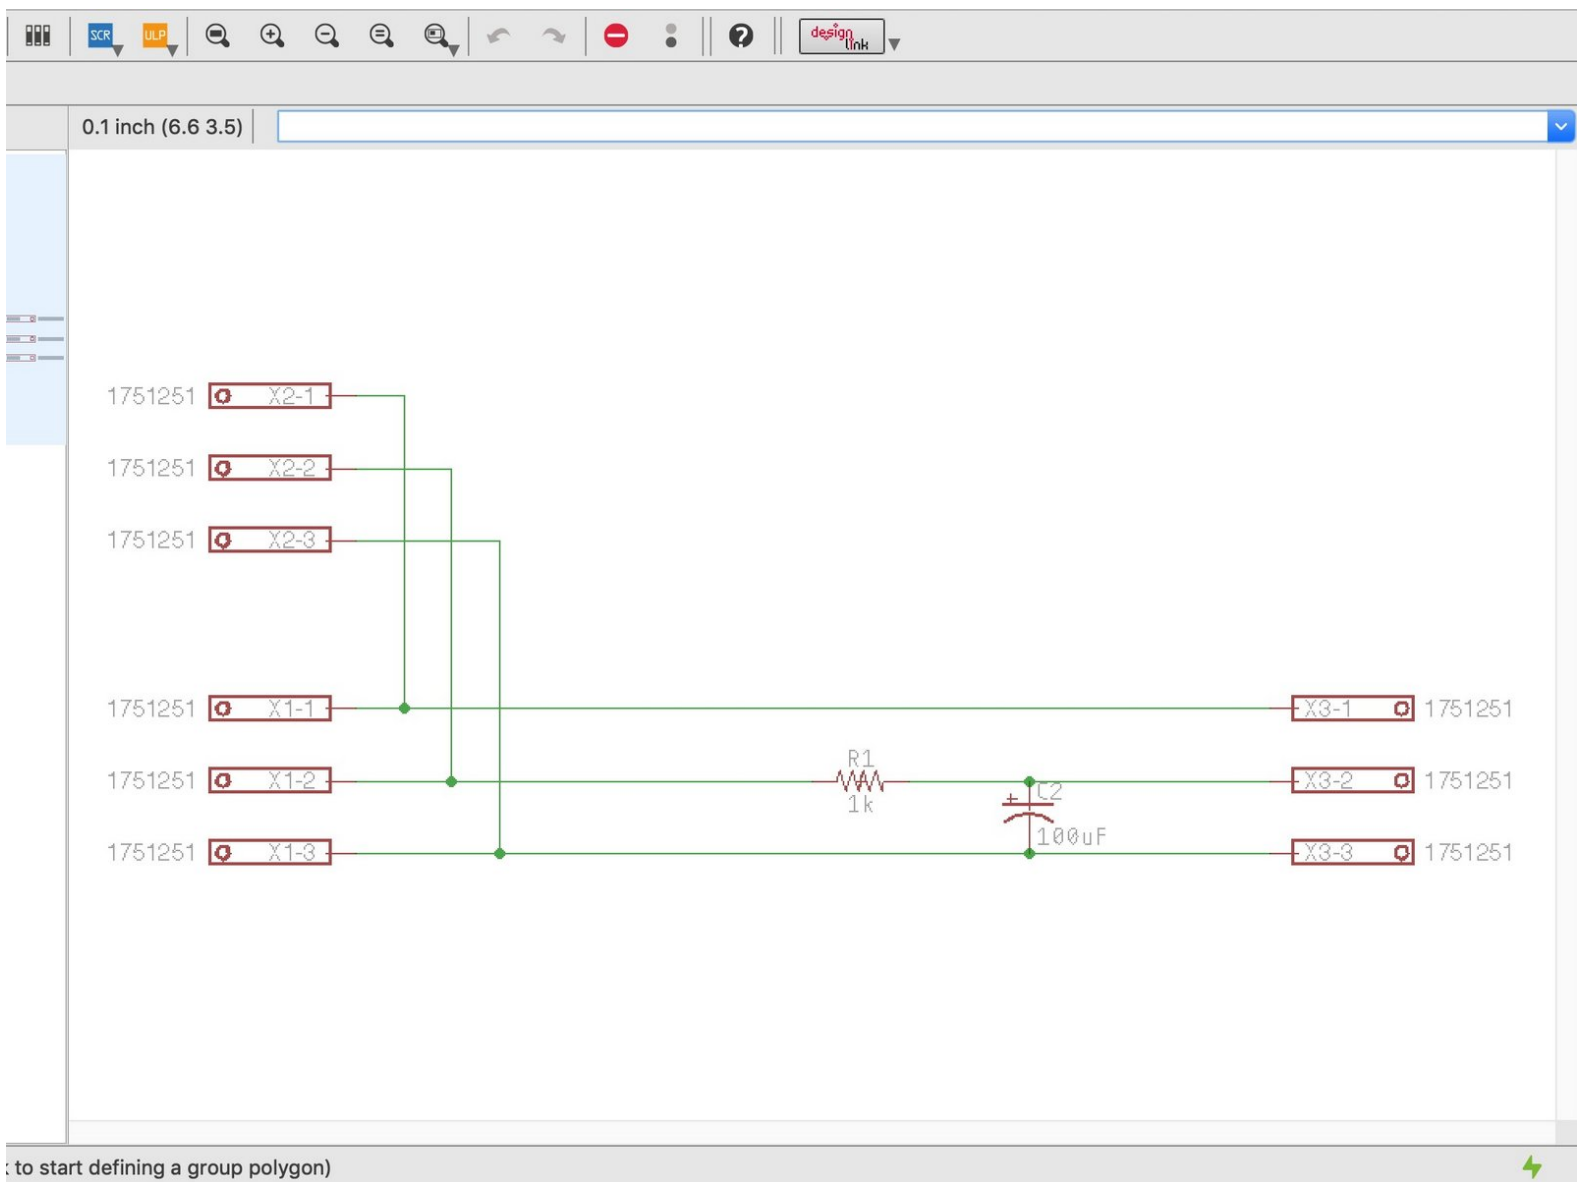 SCR
ULP
design
link
0.1 inch (6.6 3.5)
1751251 X2-1
1751251 X2-2
1751251 X2-3
1751251 X1-1
X3-1 1751251
R1
1751251 X1-2
X3-2 1751251
+ C2
1k
100uF
1751251 X1-3
X3-3 1751251
to start defining a group polygon)